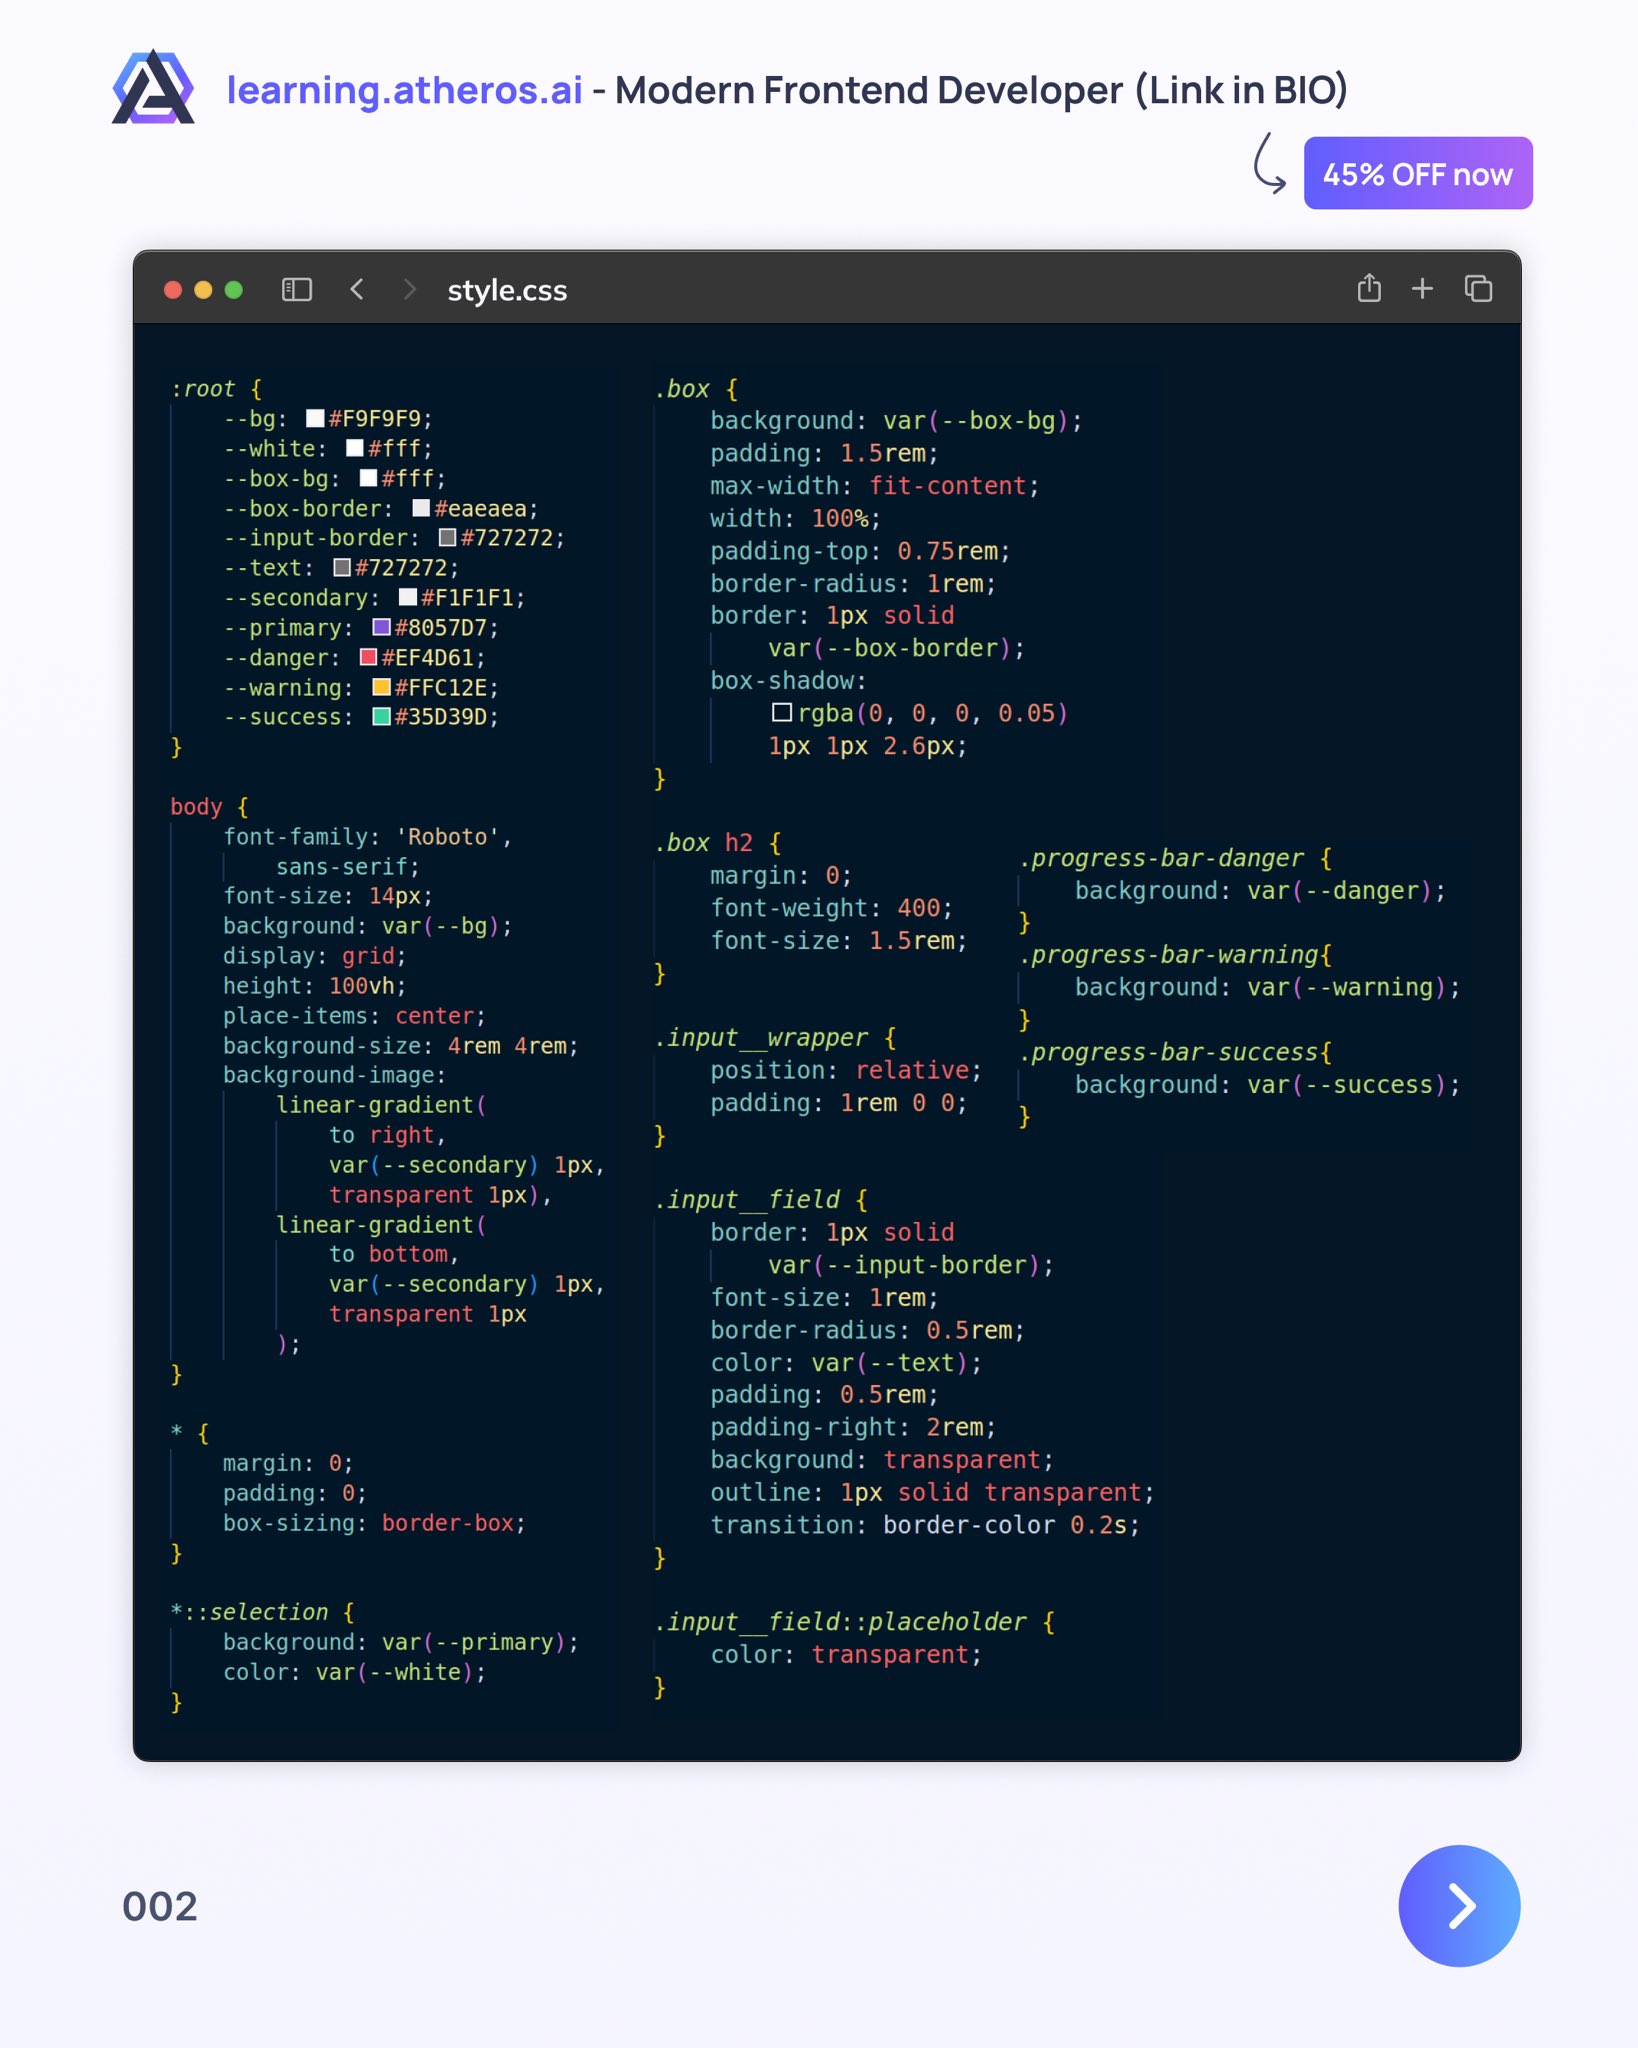 learning.atheros.ai - Modern Frontend Developer (Link in BIO)
45% OFF now
style.css
:root {
    --bg: #F9F9F9;
    --white: #fff;
    --box-bg: #fff;
    --box-border: #eaeaea;
    --input-border: #727272;
    --text: #727272;
    --secondary: #F1F1F1;
    --primary: #8057D7;
    --danger: #EF4D61;
    --warning: #FFC12E;
    --success: #35D39D;
}
body {
    font-family: 'Roboto',
        sans-serif;
    font-size: 14px;
    background: var(--bg);
    display: grid;
    height: 100vh;
    place-items: center;
    background-size: 4rem 4rem;
    background-image:
        linear-gradient(
            to right,
            var(--secondary) 1px,
            transparent 1px),
        linear-gradient(
            to bottom,
            var(--secondary) 1px,
            transparent 1px
        );
}
* {
    margin: 0;
    padding: 0;
    box-sizing: border-box;
}
*::selection {
    background: var(--primary);
    color: var(--white);
}
.box {
    background: var(--box-bg);
    padding: 1.5rem;
    max-width: fit-content;
    width: 100%;
    padding-top: 0.75rem;
    border-radius: 1rem;
    border: 1px solid
        var(--box-border);
    box-shadow:
        rgba(0, 0, 0, 0.05)
        1px 1px 2.6px;
}
.box h2 {
    margin: 0;
    font-weight: 400;
    font-size: 1.5rem;
}
.input__wrapper {
    position: relative;
    padding: 1rem 0 0;
}
.input__field {
    border: 1px solid
        var(--input-border);
    font-size: 1rem;
    border-radius: 0.5rem;
    color: var(--text);
    padding: 0.5rem;
    padding-right: 2rem;
    background: transparent;
    outline: 1px solid transparent;
    transition: border-color 0.2s;
}
.input__field::placeholder {
    color: transparent;
}
.progress-bar-danger {
    background: var(--danger);
}
.progress-bar-warning{
    background: var(--warning);
}
.progress-bar-success{
    background: var(--success);
}
002